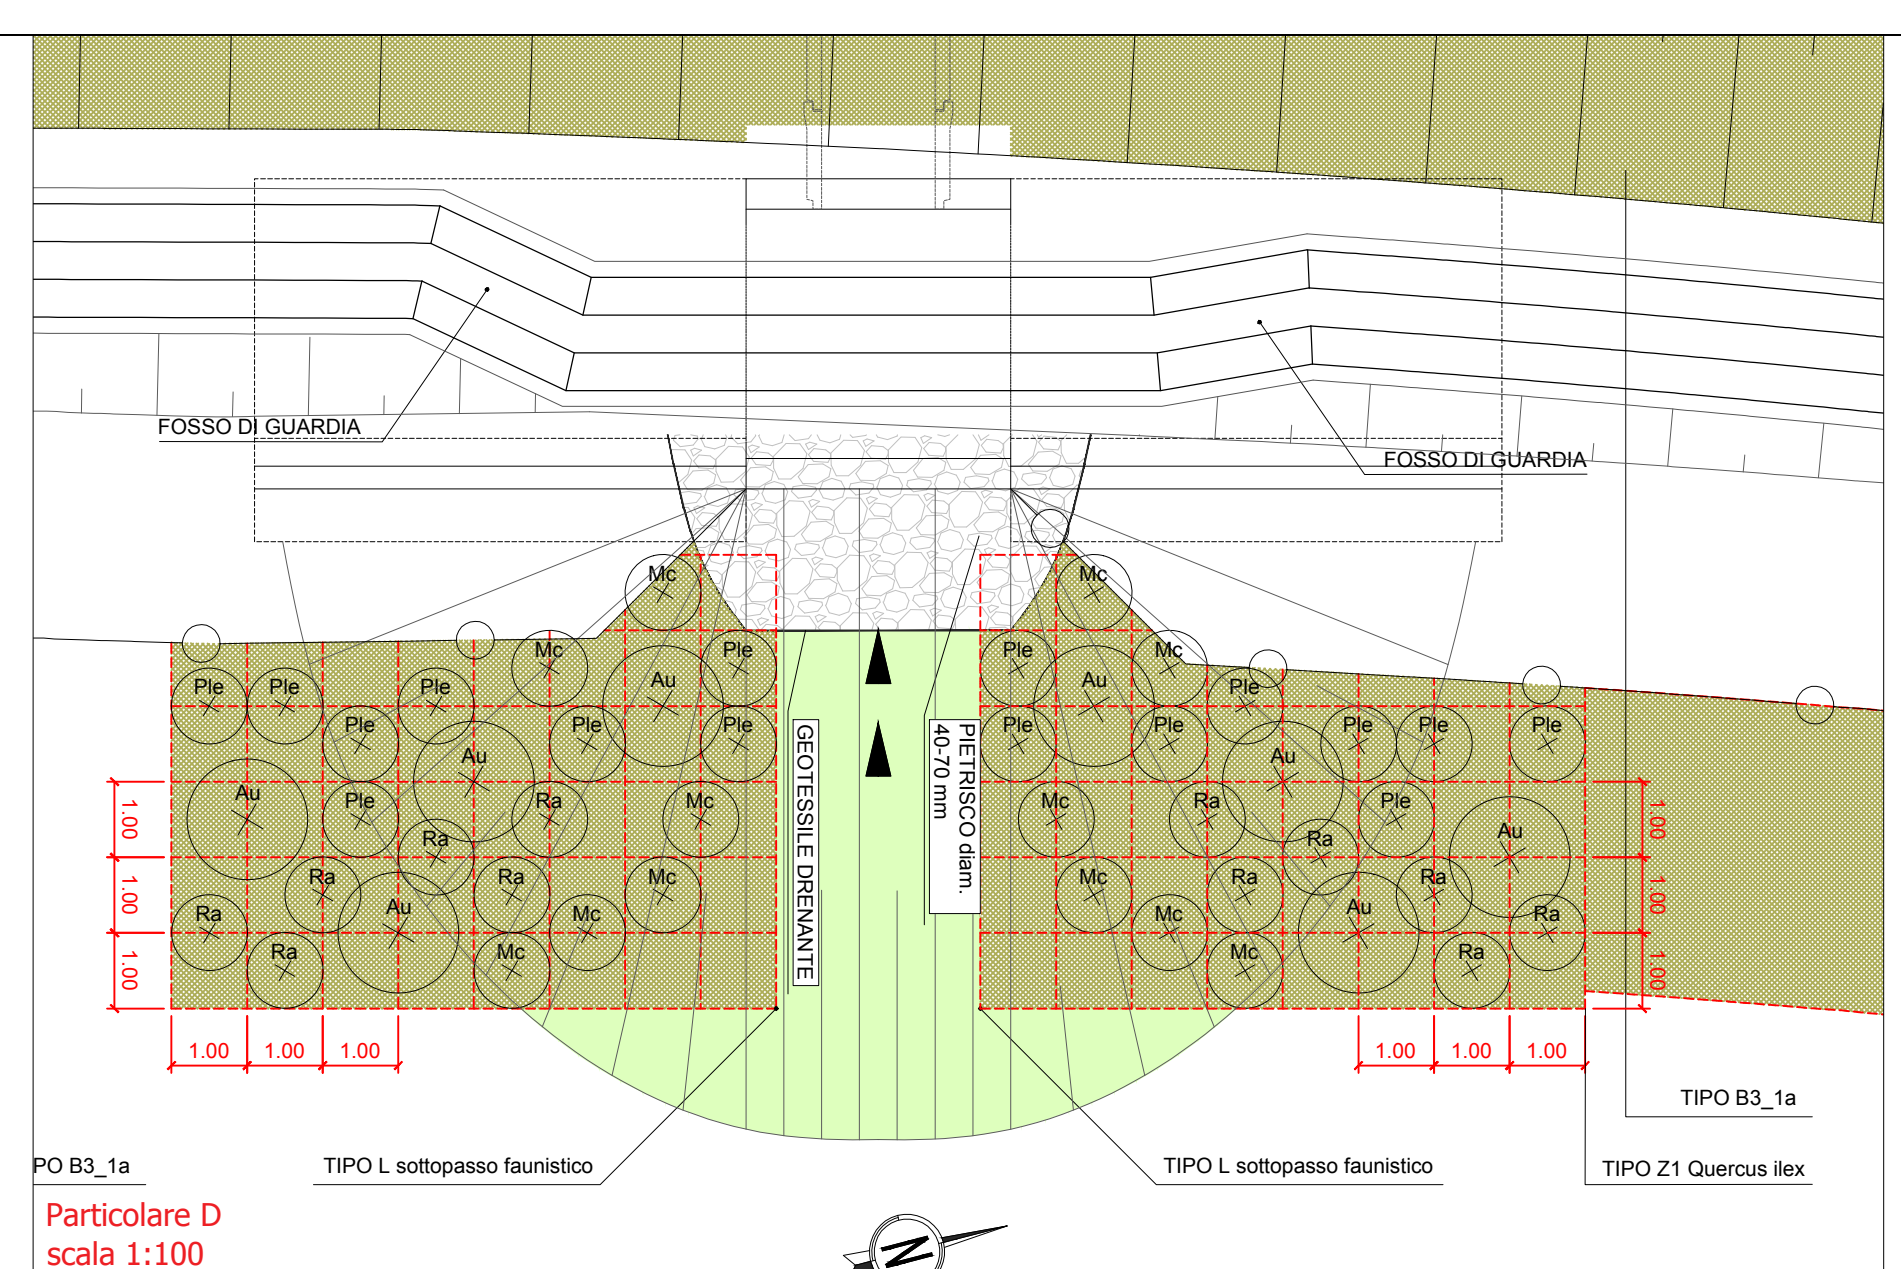 FOSSO DI GUARDIA
FOSSO DI GUARDIA
Mc
Mc
Mc
Ple
Ple
Mc
Ple
Ple
Ple
Au
Au
Ple
Ple
Ple
Ple
Ple
Ple
Ple
Ple
Ple
Ple
Au
Au
Au
Ple
Ra
Mc
Mc
Ra
Ple
Au
Ra
Ra
Ra
Ra
Mc
Mc
Ra
Ra
Ra
Au
Mc
Mc
Au
Ra
Ra
Mc
Mc
Ra
GEOTESSILE DRENANTE
PIETRISCO diam.
40-70 mm
1.00
1.00
1.00
1.00
1.00
1.00
1.00
1.00
1.00
1.00
1.00
1.00
TIPO B3_1a
PO B3_1a
TIPO L sottopasso faunistico
TIPO L sottopasso faunistico
TIPO Z1 Quercus ilex
Particolare D
scala 1:100
N